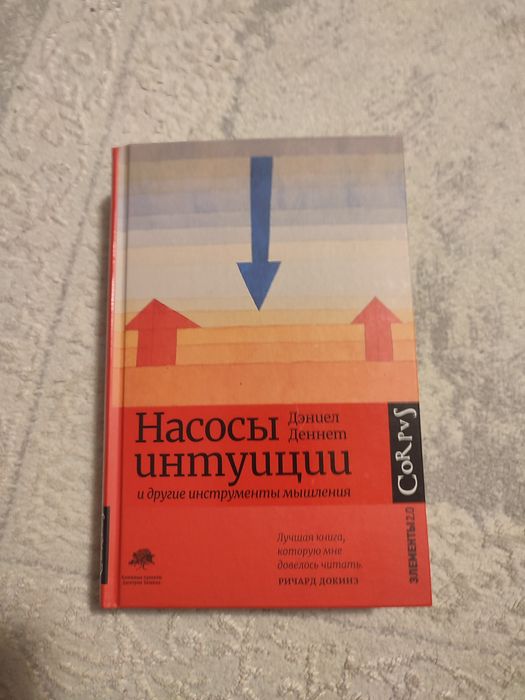 Насосы
интуиции
Дэниел
Деннет
и другие инструменты мышления
Лучшая книга,
которую мне
довелось читать.
РИЧАРД ДОКИНЗ
CORPVS
ЭЛЕМЕНТЫ 2.0